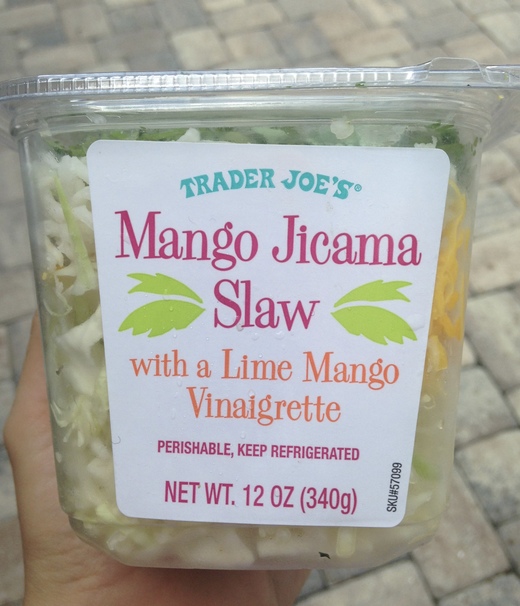 TRADER JOE'S®
Mango Jicama
Slaw
with a Lime Mango
Vinaigrette
PERISHABLE, KEEP REFRIGERATED
NET WT. 12 OZ (340g)
SKU#57099